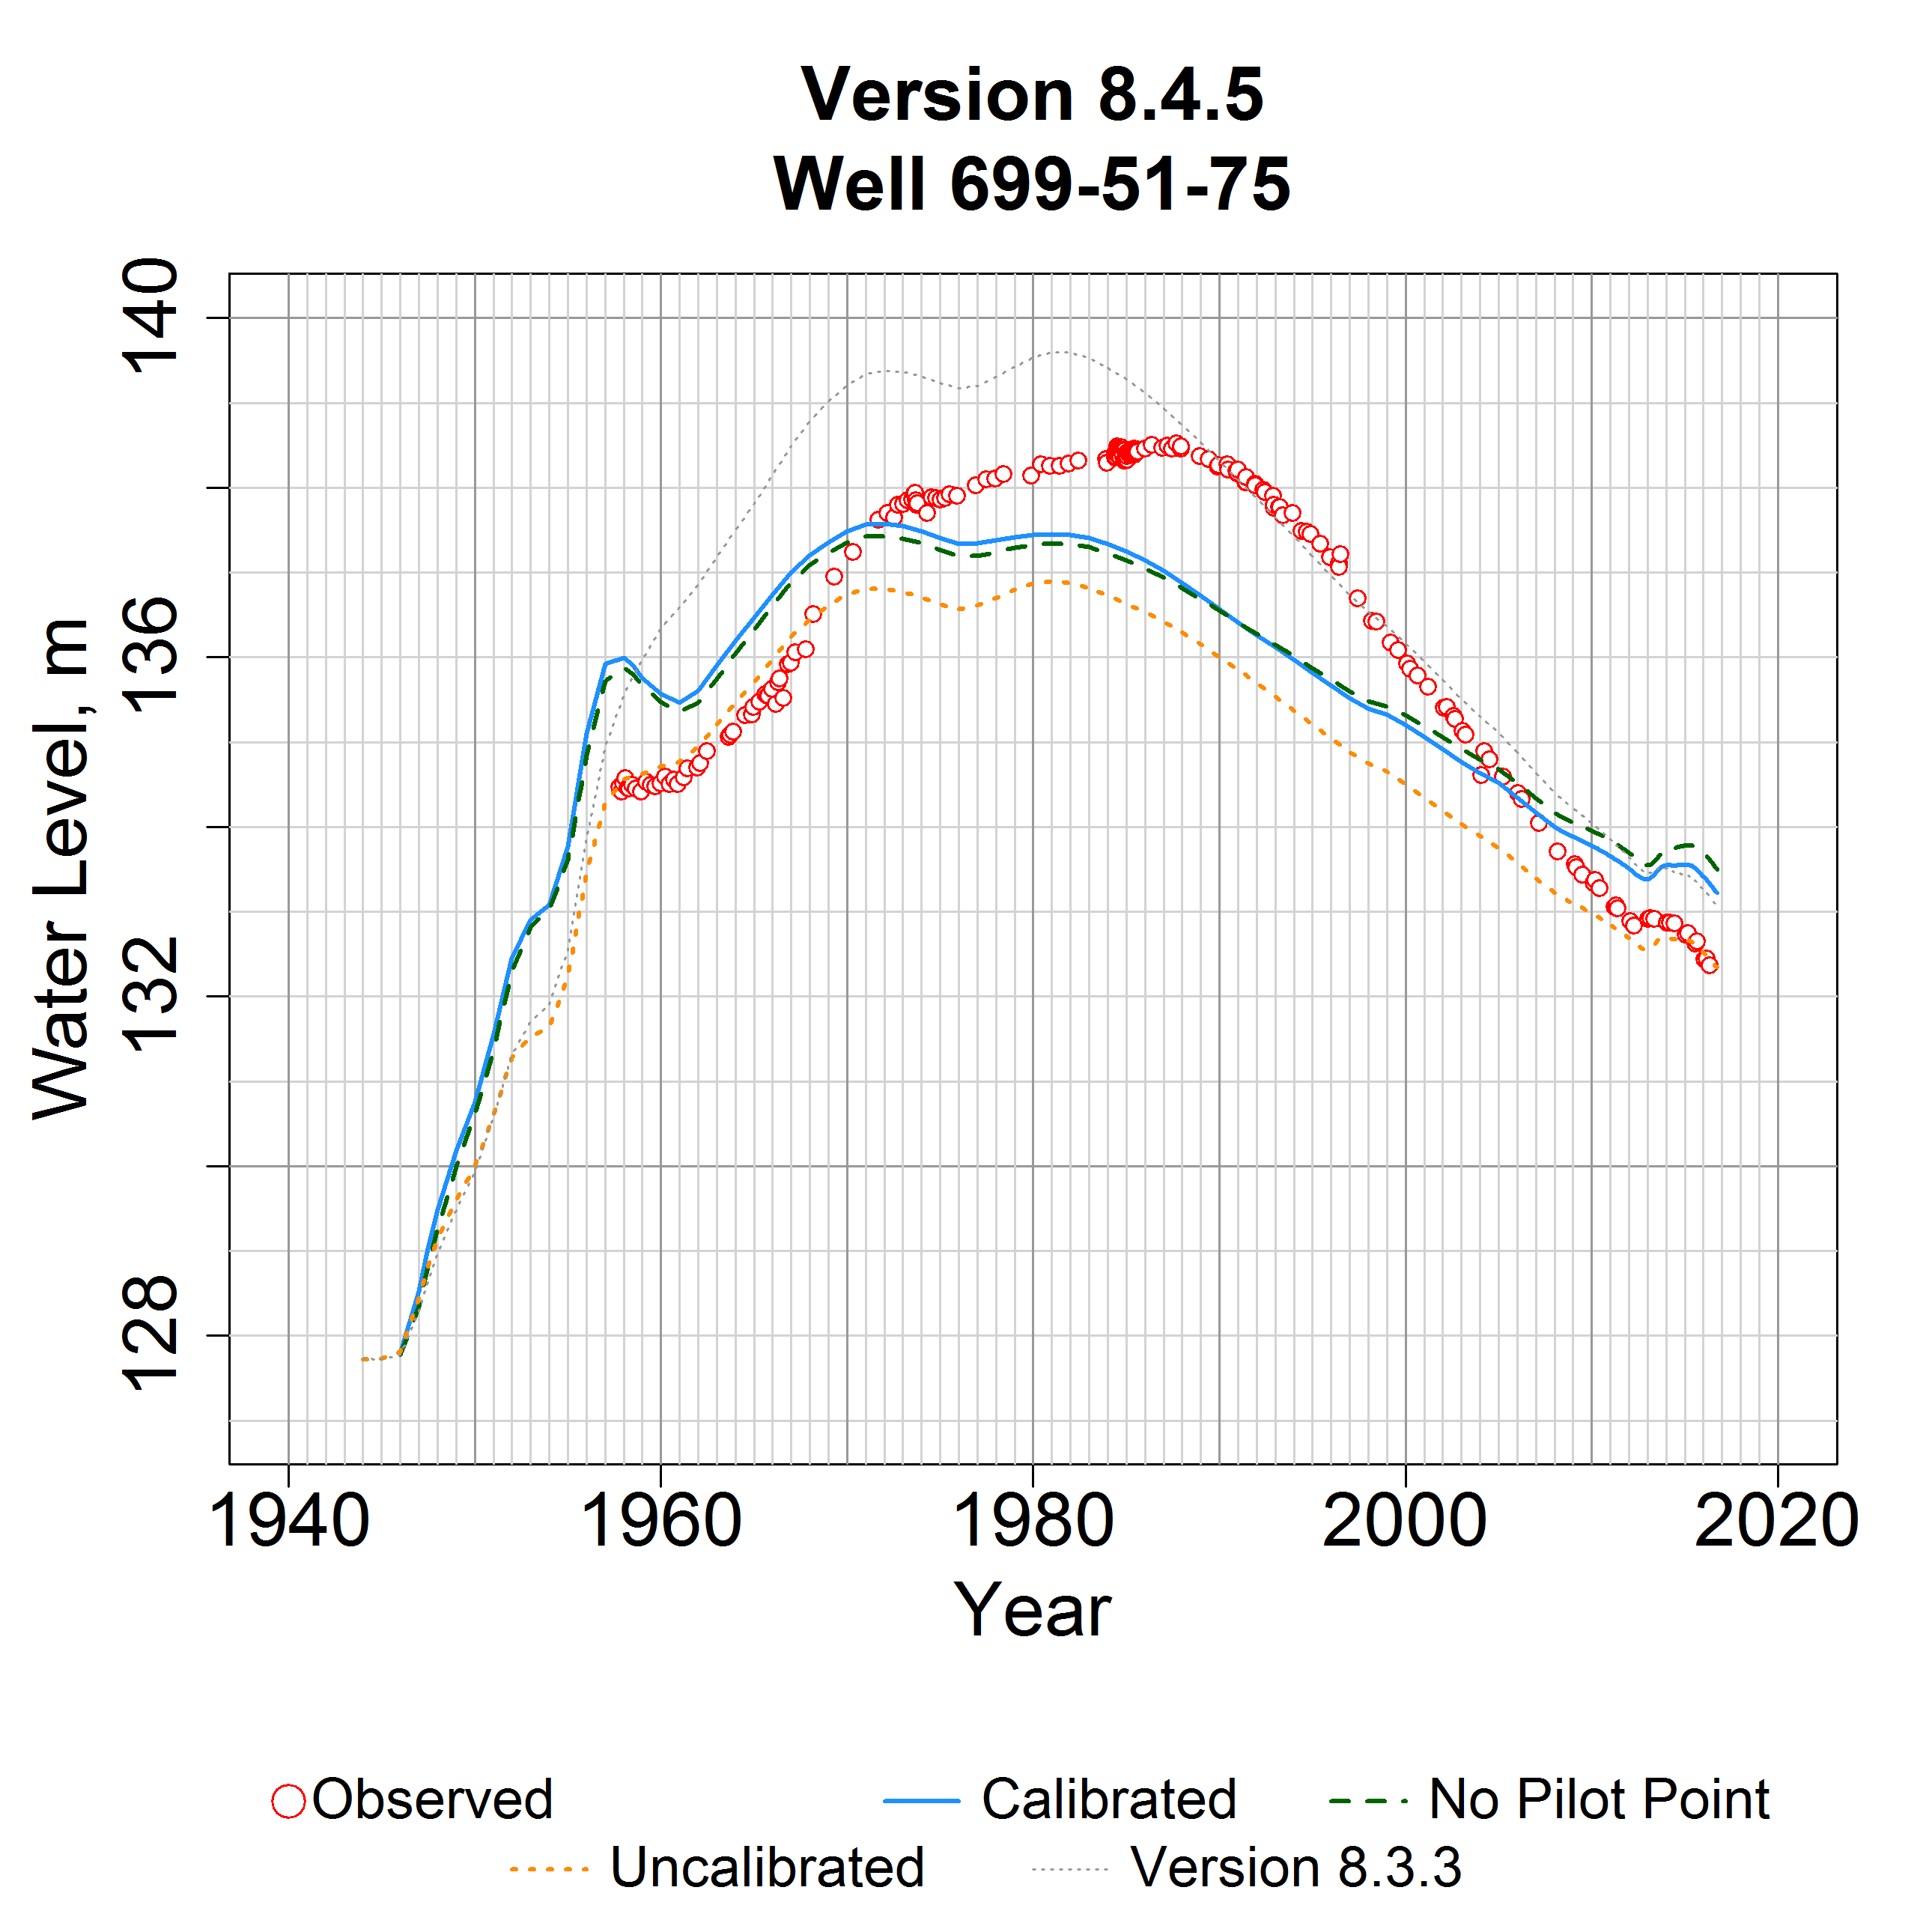 Version 8.4.5
Well 699-51-75
Water Level, m
140
136
132
128
1940 1960 1980 2000 2020
Year
Observed Calibrated No Pilot Point
Uncalibrated Version 8.3.3